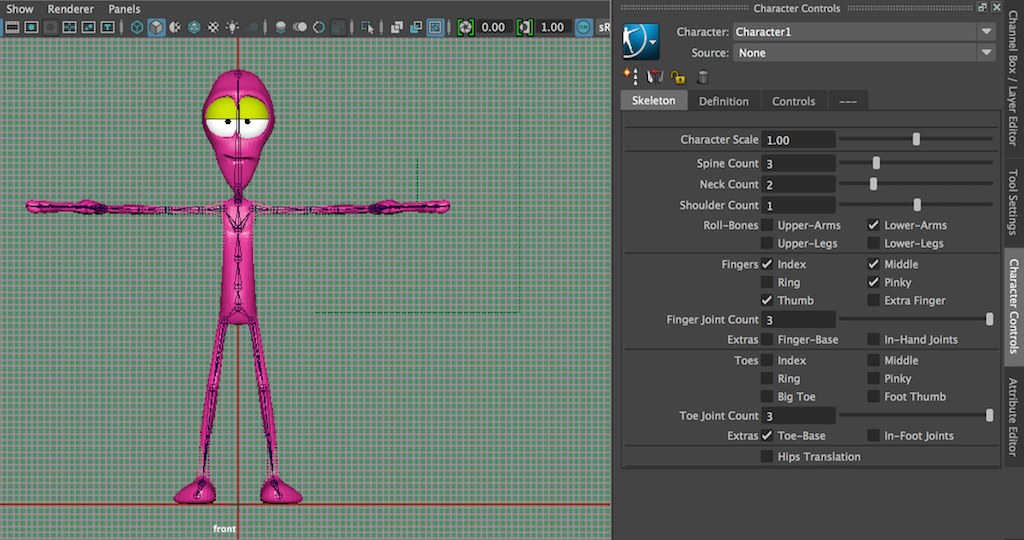 Show Renderer Panels
0.00 1.00 sR
front
Character Controls
Character: Character1
Source: None
Skeleton Definition Controls ---
Character Scale 1.00
Spine Count 3
Neck Count 2
Shoulder Count 1
Roll-Bones Upper-Arms Lower-Arms
Upper-Legs Lower-Legs
Fingers Index Middle
Ring Pinky
Thumb Extra Finger
Finger Joint Count 3
Extras Finger-Base In-Hand Joints
Toes Index Middle
Ring Pinky
Big Toe Foot Thumb
Toe Joint Count 3
Extras Toe-Base In-Foot Joints
Hips Translation
Channel Box / Layer Editor
Tool Settings
Character Controls
Attribute Editor